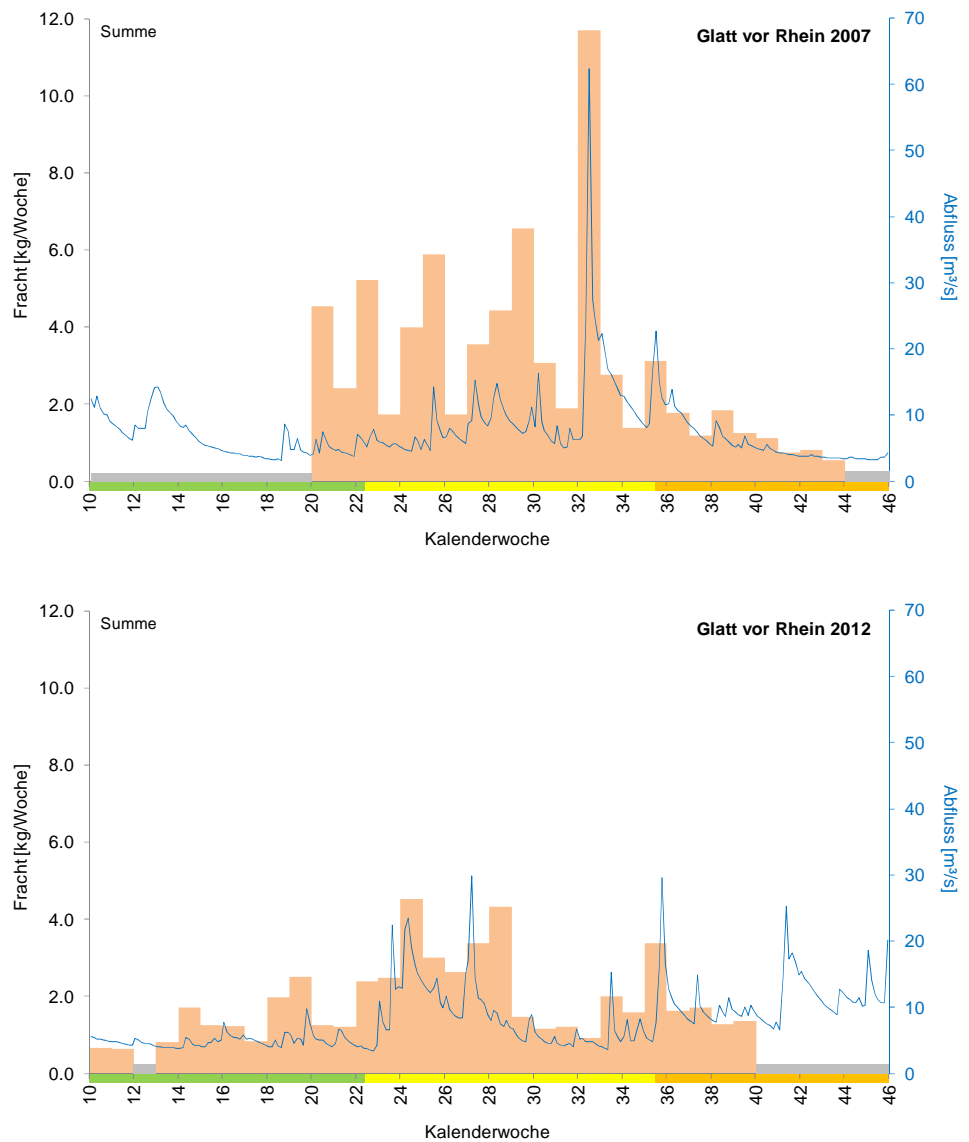 Summe
Glatt vor Rhein 2007
Fracht [kg/Woche]
12.0
10.0
8.0
6.0
4.0
2.0
0.0
Abfluss [m³/s]
70
60
50
40
30
20
10
0
10 12 14 16 18 20 22 24 26 28 30 32 34 36 38 40 42 44 46
Kalenderwoche
Summe
Glatt vor Rhein 2012
Fracht [kg/Woche]
12.0
10.0
8.0
6.0
4.0
2.0
0.0
Abfluss [m³/s]
70
60
50
40
30
20
10
0
10 12 14 16 18 20 22 24 26 28 30 32 34 36 38 40 42 44 46
Kalenderwoche